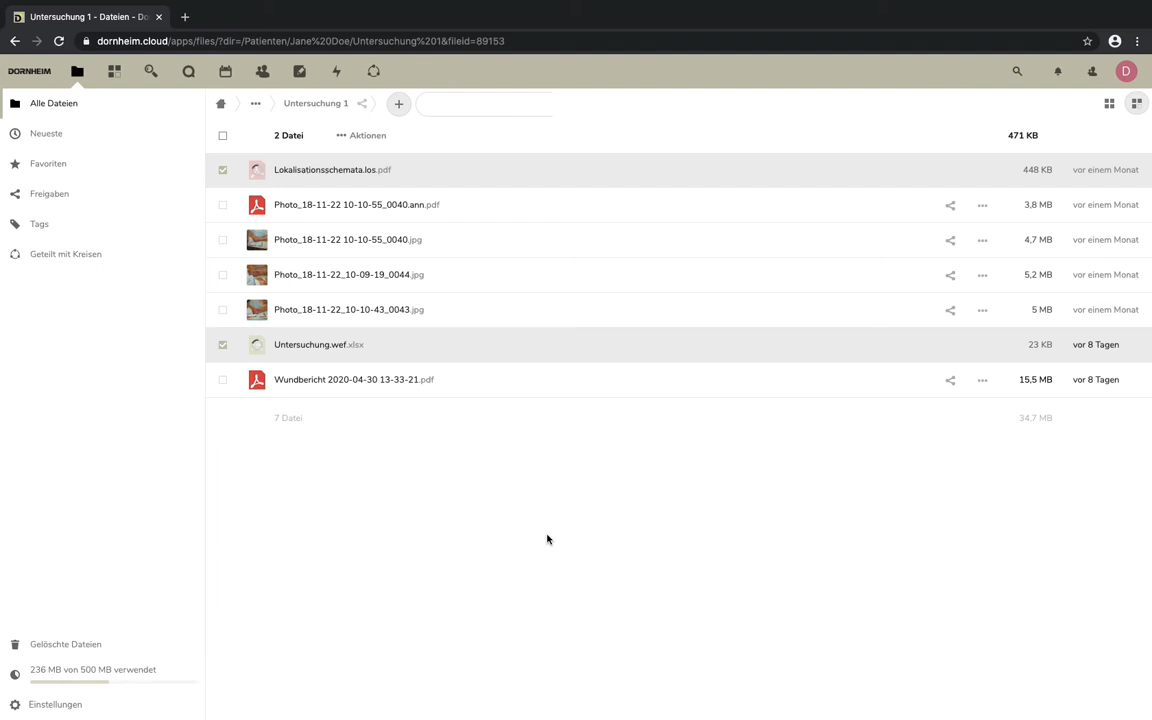 Untersuchung 1 - Dateien - Do
dornheim.cloud/apps/files/?dir=/Patienten/Jane%20Doe/Untersuchung%201&fileid=89153
DORNHEIM
D
Alle Dateien
Neueste
Favoriten
Freigaben
Tags
Geteilt mit Kreisen
Gelöschte Dateien
236 MB von 500 MB verwendet
Einstellungen
Untersuchung 1
2 Datei ••• Aktionen 471 KB
Lokalisationsschemata.los.pdf 448 KB vor einem Monat
Photo_18-11-22 10-10-55_0040.ann.pdf 3,8 MB vor einem Monat
Photo_18-11-22 10-10-55_0040.jpg 4,7 MB vor einem Monat
Photo_18-11-22_10-09-19_0044.jpg 5,2 MB vor einem Monat
Photo_18-11-22_10-10-43_0043.jpg 5 MB vor einem Monat
Untersuchung.wef.xlsx 23 KB vor 8 Tagen
Wundbericht 2020-04-30 13-33-21.pdf 15,5 MB vor 8 Tagen
7 Datei 34,7 MB